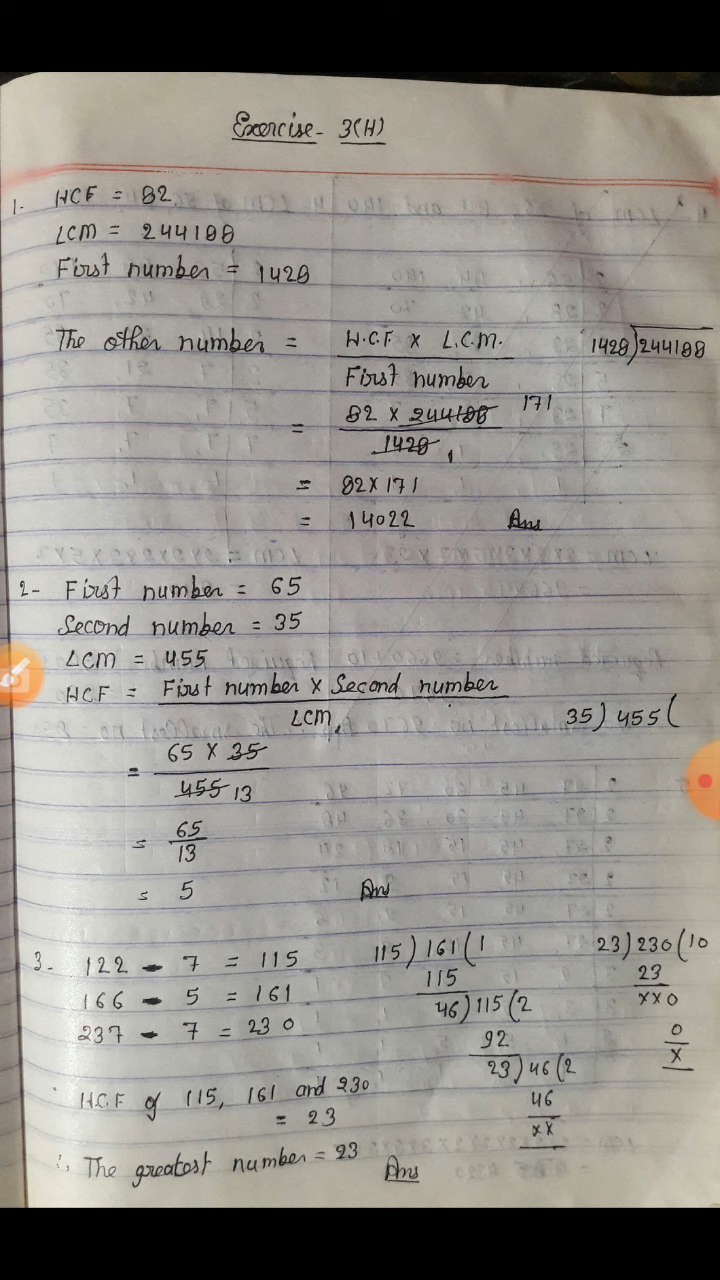 Exercise - 3(H)
1. HCF = 82
LCM = 244188
First number = 1428
The other number = H.C.F x L.C.M. / First number
1428)244188
= 82 x 244188 171 / 1428 1
= 82 x 171
= 14022 Ans
2- First number = 65
Second number = 35
LCM = 455
HCF = First number x Second number / LCM
35) 455 (
= 65 x 35 / 455 13
= 65 / 13
= 5 Ans
3. 122 - 7 = 115 115) 161 (1 23) 230 (10
166 - 5 = 161 115 23
46) 115 (2 xx0
237 - 7 = 230
92 0
23) 46 (2 x
HCF of 115, 161 and 230 46
= 23 xx
∴ The greatest number = 23 Ans